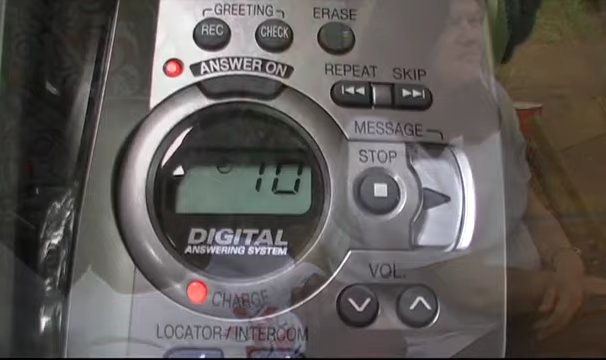 GREETING
ERASE
REC
CHECK
ANSWER ON
REPEAT SKIP
MESSAGE
STOP
10
DIGITAL
ANSWERING SYSTEM
VOL.
CHARGE
LOCATOR/INTERCOM